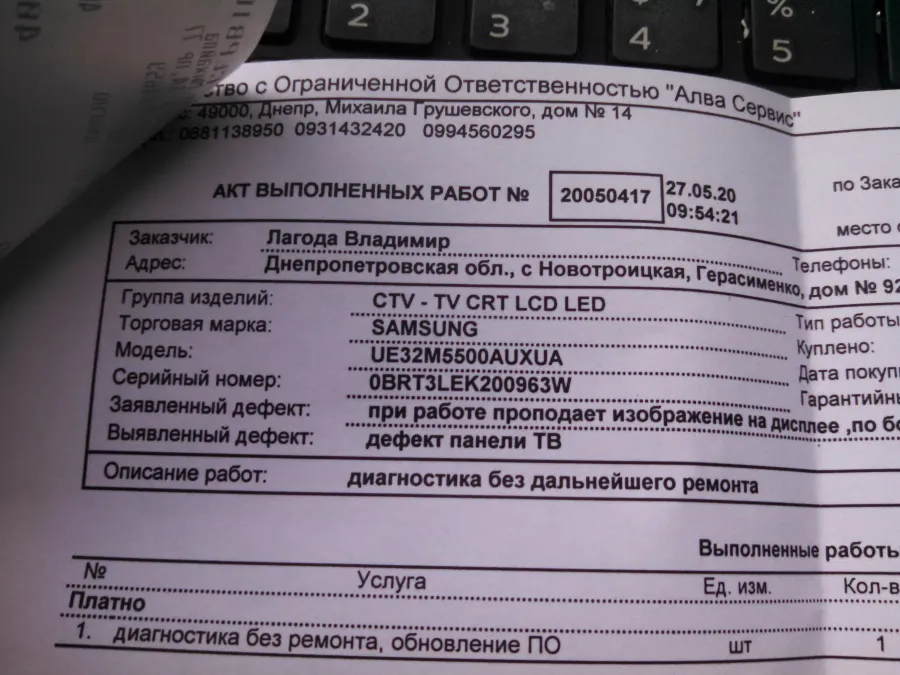 2 3 4 % 5
ство с Ограниченной Ответственностью "Алва Сервис"
49000, Днепр, Михаила Грушевского, дом № 14
0681138950 0931432420 0994560295
АКТ ВЫПОЛНЕННЫХ РАБОТ № 20050417 27.05.20
09:54:21
по Зака
место
Заказчик: Лагода Владимир
Телефоны:
Адрес: Днепропетровская обл., с Новотроицкая, Герасименко, дом № 92
Группа изделий: CTV - TV CRT LCD LED
Тип работы
Торговая марка: SAMSUNG
Куплено:
Модель: UE32M5500AUXUA
Дата покуп
Серийный номер: 0BRT3LEK200963W
Гарантийны
Заявленный дефект: при работе проподает изображение на дисплее ,по бо
Выявленный дефект: дефект панели ТВ
Описание работ: диагностика без дальнейшего ремонта
Выполненные работы
№ Услуга Ед. изм. Кол-в
Платно
1. диагностика без ремонта, обновление ПО шт 1